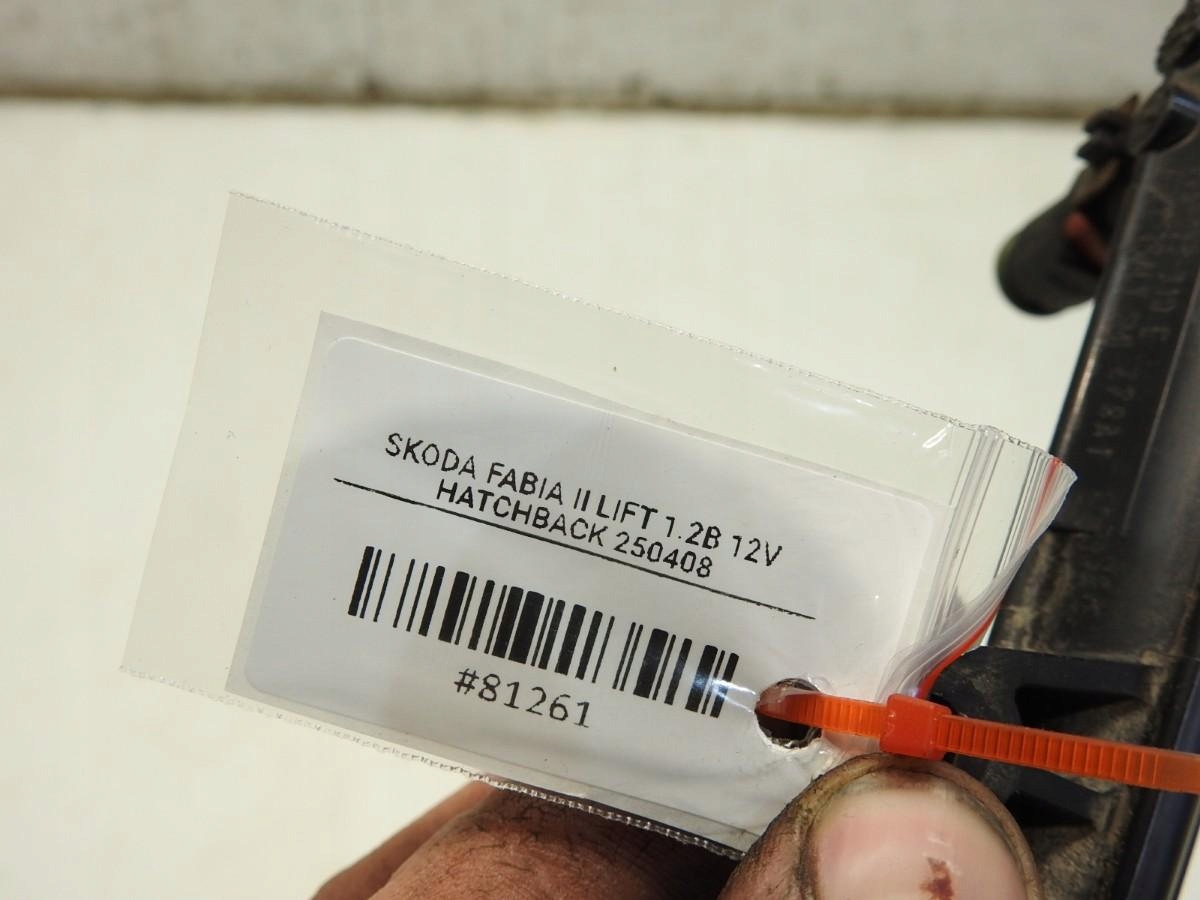 SKODA FABIA II LIFT 1.2B 12V
HATCHBACK 250408
#81261